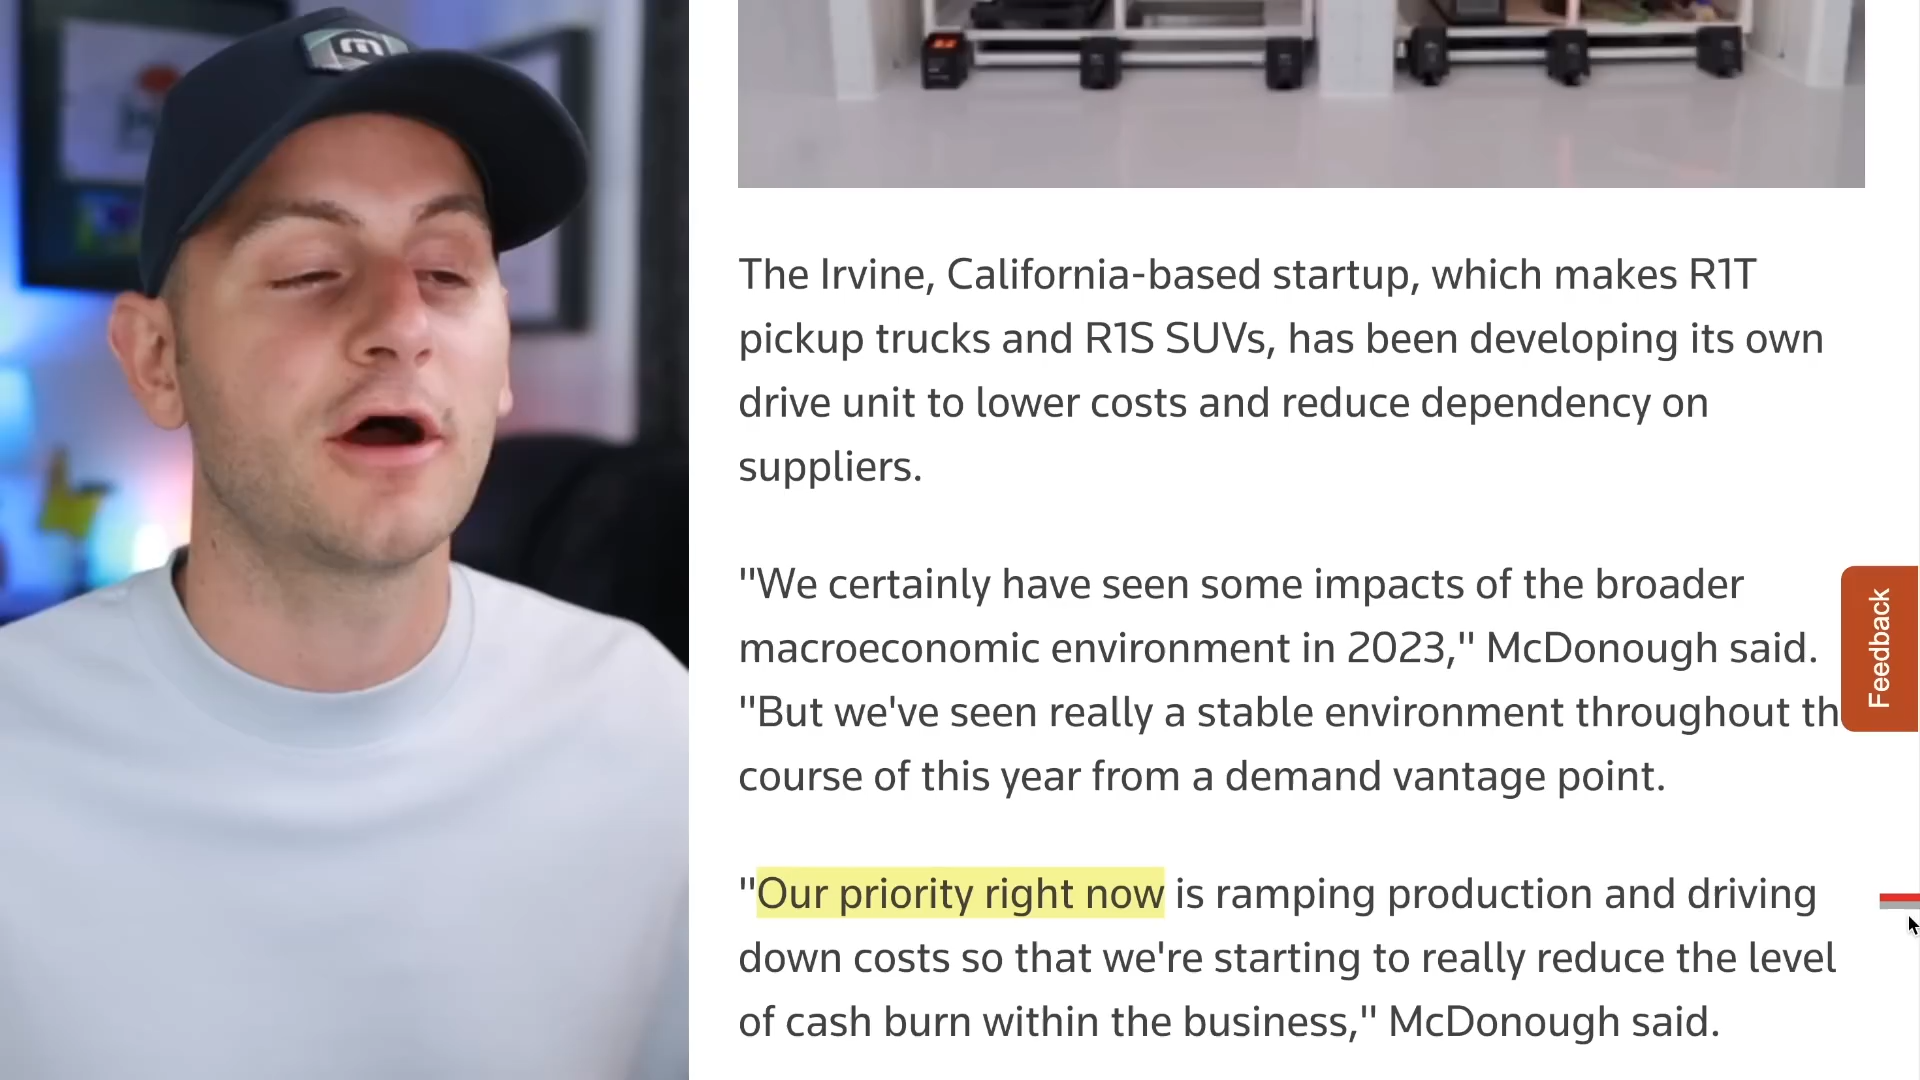 The Irvine, California-based startup, which makes R1T
pickup trucks and R1S SUVs, has been developing its own
drive unit to lower costs and reduce dependency on
suppliers.
"We certainly have seen some impacts of the broader
macroeconomic environment in 2023," McDonough said.
"But we've seen really a stable environment throughout th
course of this year from a demand vantage point.
"Our priority right now is ramping production and driving
down costs so that we're starting to really reduce the level
of cash burn within the business," McDonough said.
Feedback